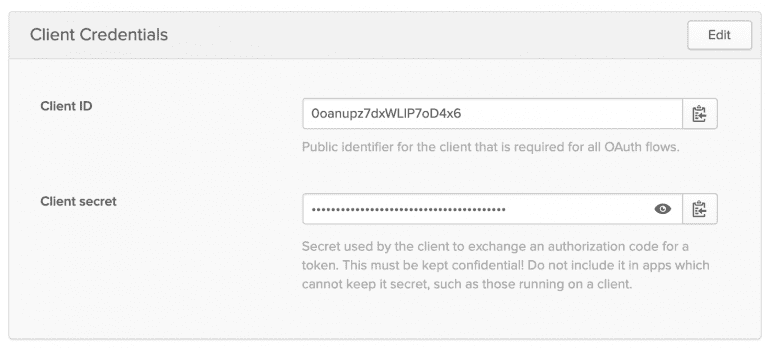 Client Credentials
Edit
Client ID
0oanupz7dxWLlP7oD4x6
Public identifier for the client that is required for all OAuth flows.
Client secret
••••••••••••••••••••••••••••••••••••••••
Secret used by the client to exchange an authorization code for a
token. This must be kept confidential! Do not include it in apps which
cannot keep it secret, such as those running on a client.